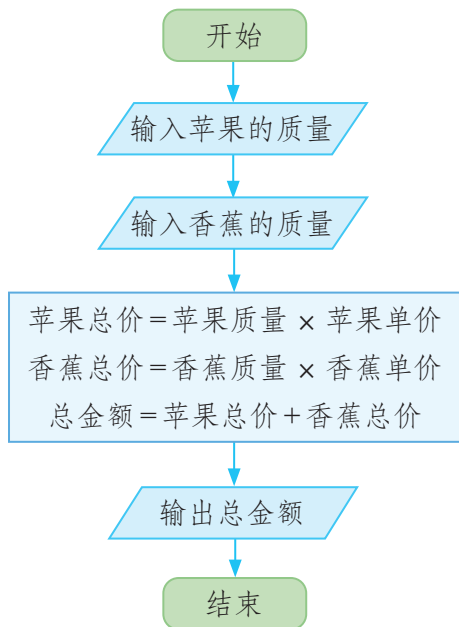 开始
输入苹果的质量
输入香蕉的质量
苹果总价=苹果质量 × 苹果单价
香蕉总价=香蕉质量 × 香蕉单价
总金额=苹果总价+香蕉总价
输出总金额
结束